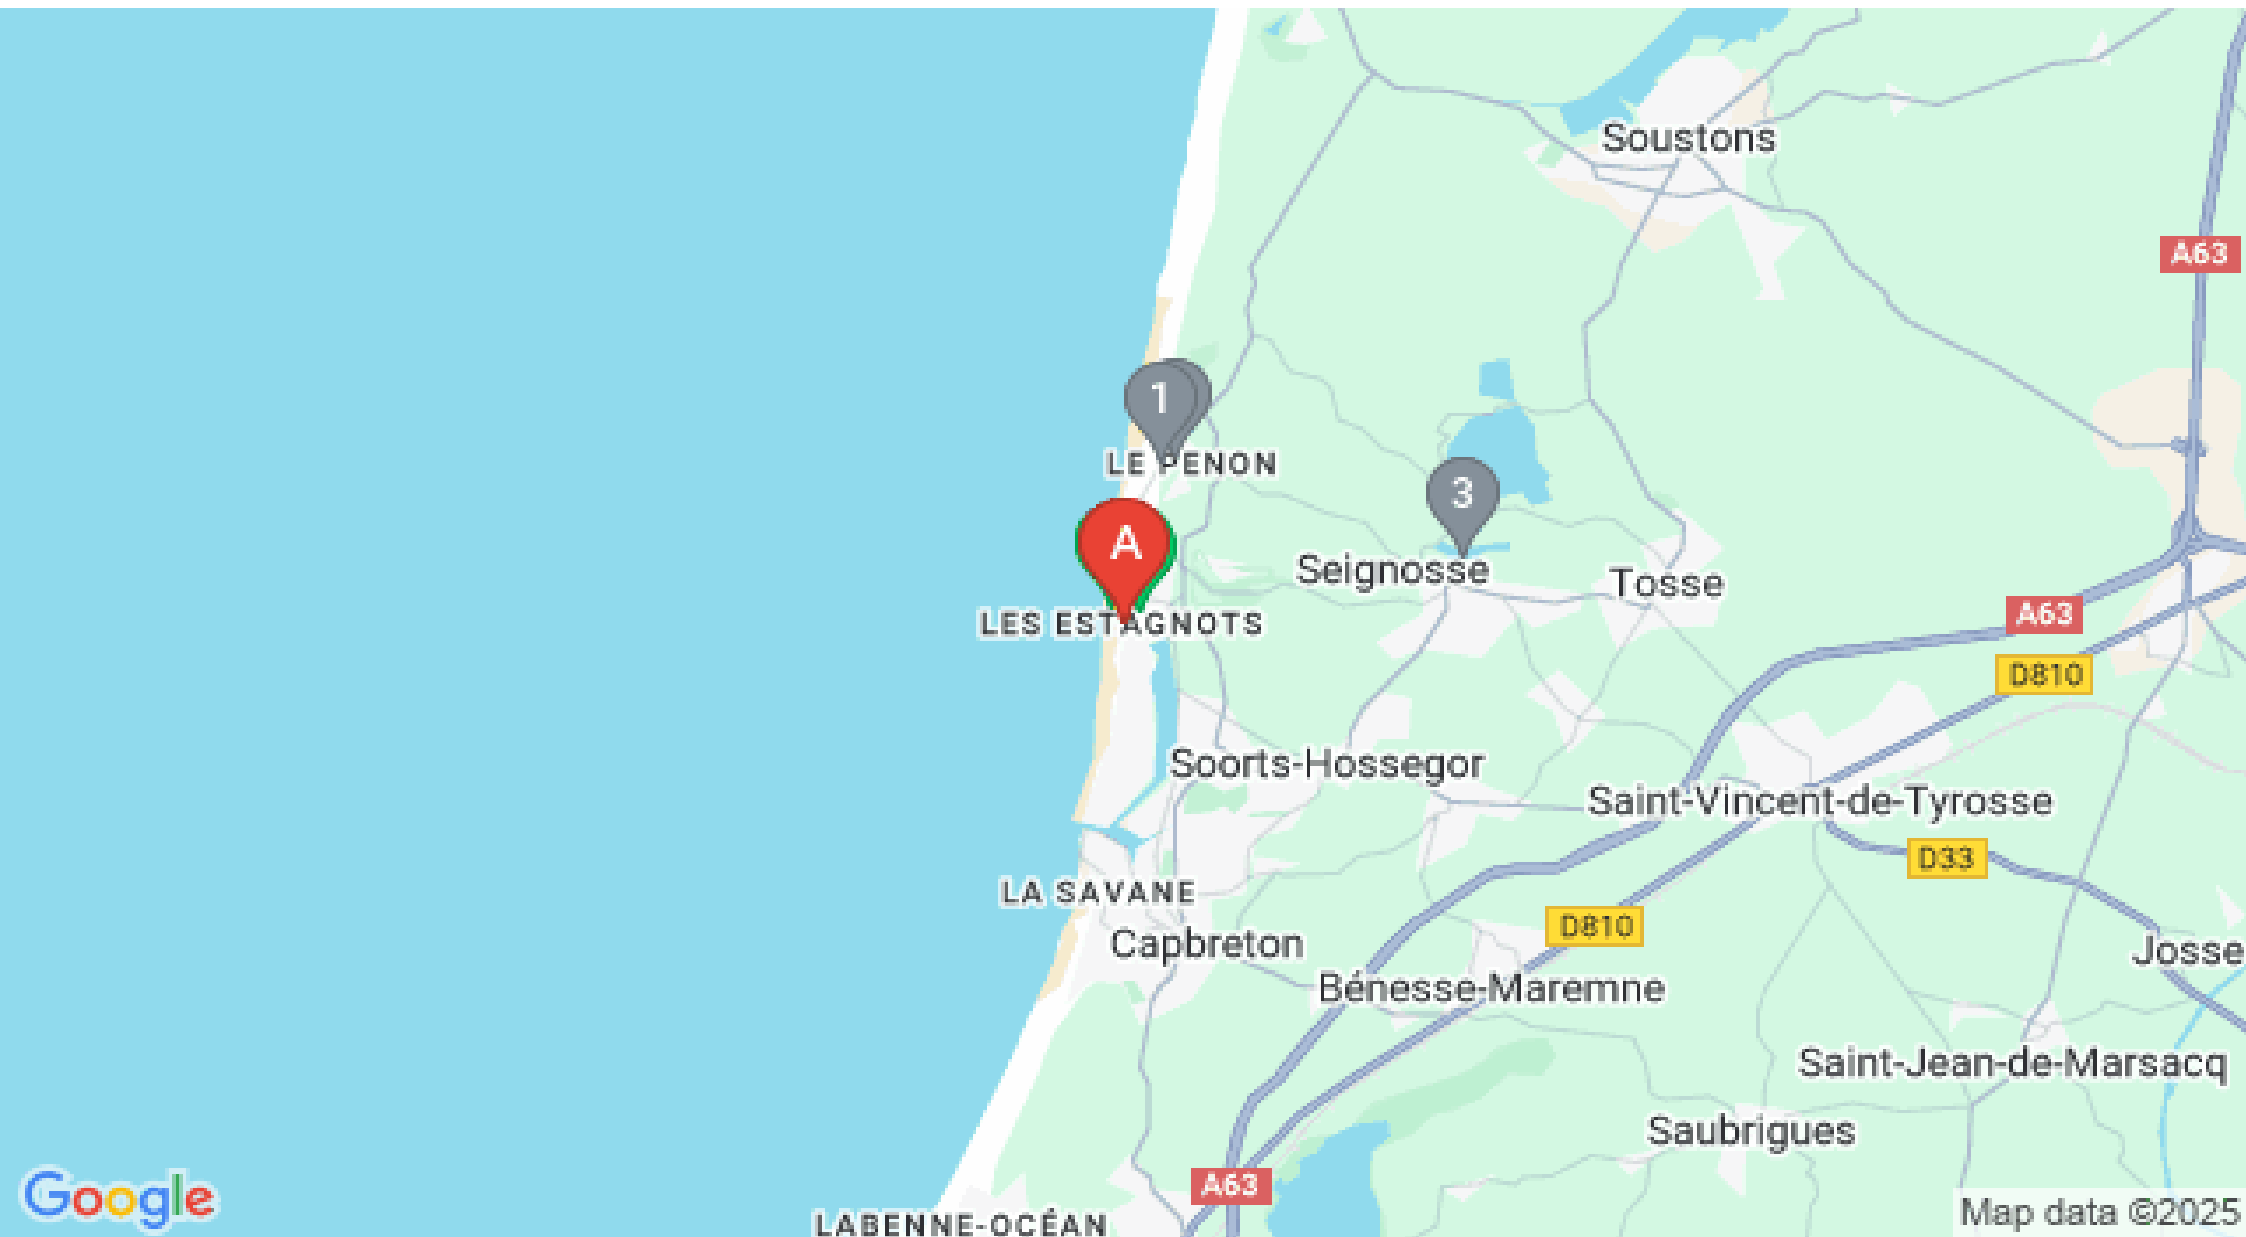 Soustons
A63
1
LE PENON
3
A
Seignosse
Tosse
A63
LES ESTAGNOTS
D810
Soorts-Hossegor
Saint-Vincent-de-Tyrosse
D33
LA SAVANE
D810
Capbreton
Josse
Bénesse-Maremne
Saint-Jean-de-Marsacq
Saubrigues
A63
Google
LABENNE-OCÉAN
Map data ©2025